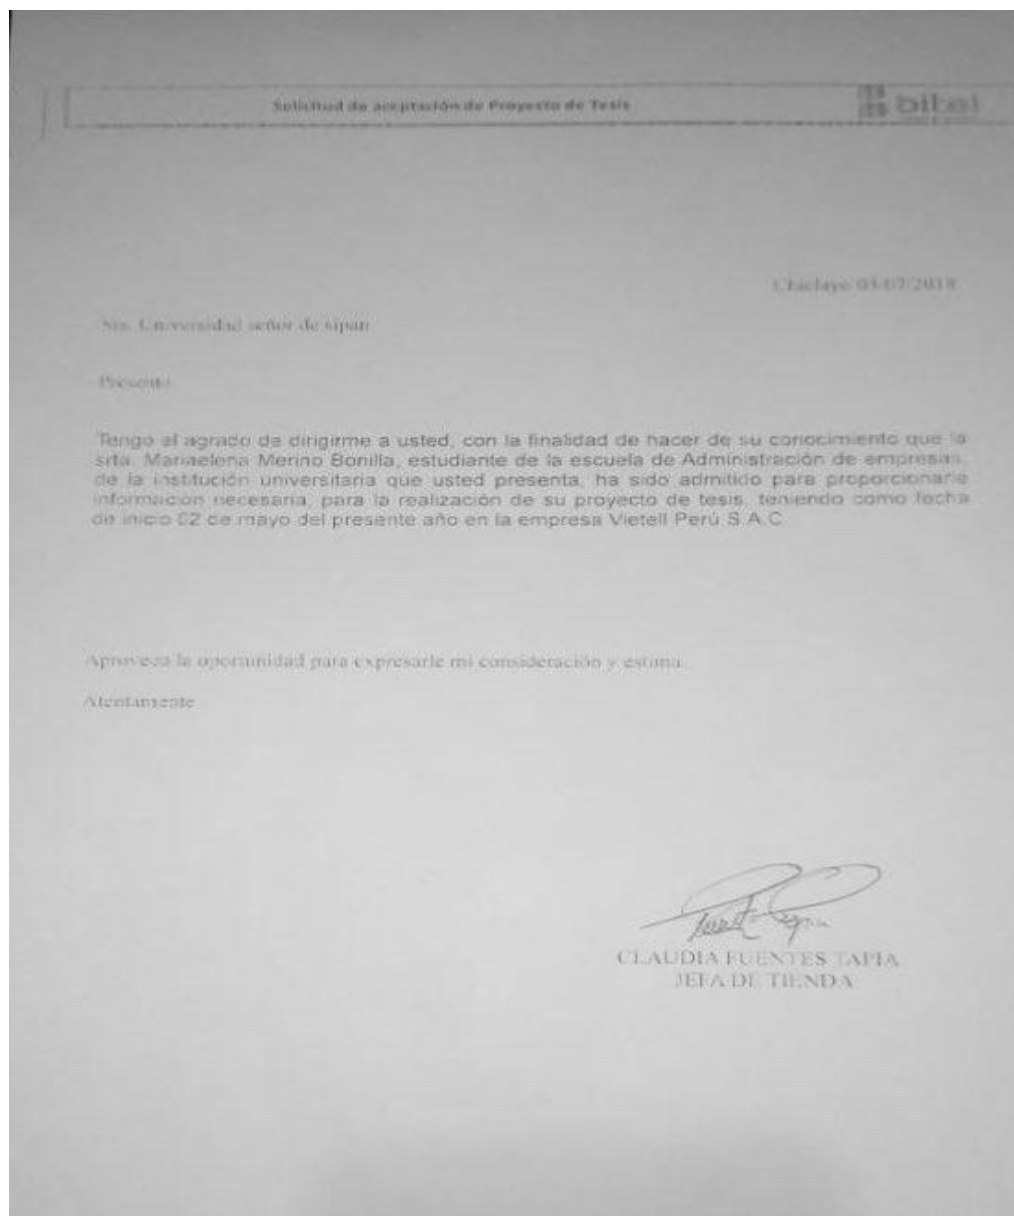 Solicitud de aceptación de Proyecto de Tesis
bitel
Chiclayo 03/07/2018
Sra. Universidad señor de sipan
Presente
Tengo el agrado de dirigirme a usted, con la finalidad de hacer de su conocimiento que la
srta. Mariaelena Merino Bonilla, estudiante de la escuela de Administración de empresas,
de la institución universitaria que usted presenta, ha sido admitido para proporcionarle
información necesaria, para la realización de su proyecto de tesis, teniendo como fecha
de inicio 02 de mayo del presente año en la empresa Vietell Perú S.A.C
Aproveza la oportunidad para expresarle mi consideración y estima.
Atentamente
CLAUDIA FUENTES TAPIA
JEFA DE TIENDA